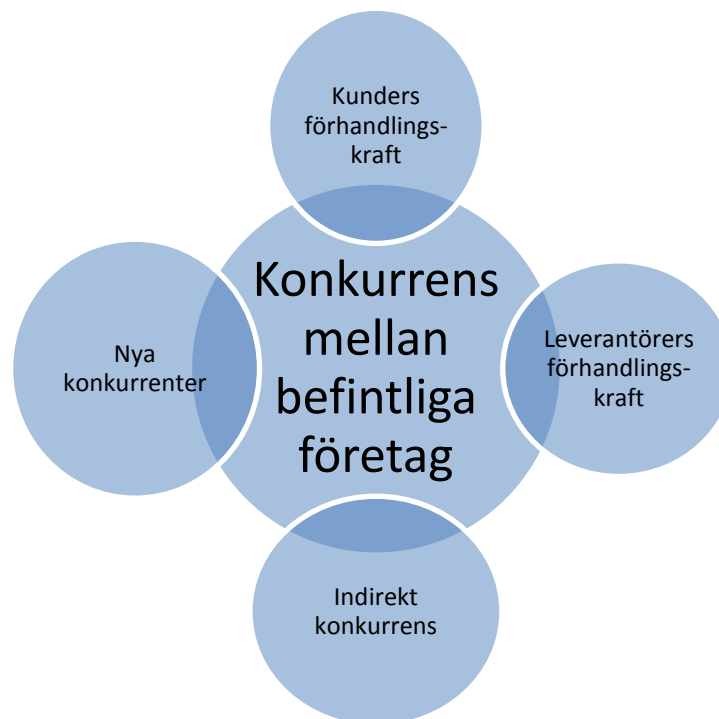 Kunders
förhandlings-
kraft
Konkurrens
mellan
befintliga
företag
Nya
konkurrenter
Leverantörers
förhandlings-
kraft
Indirekt
konkurrens